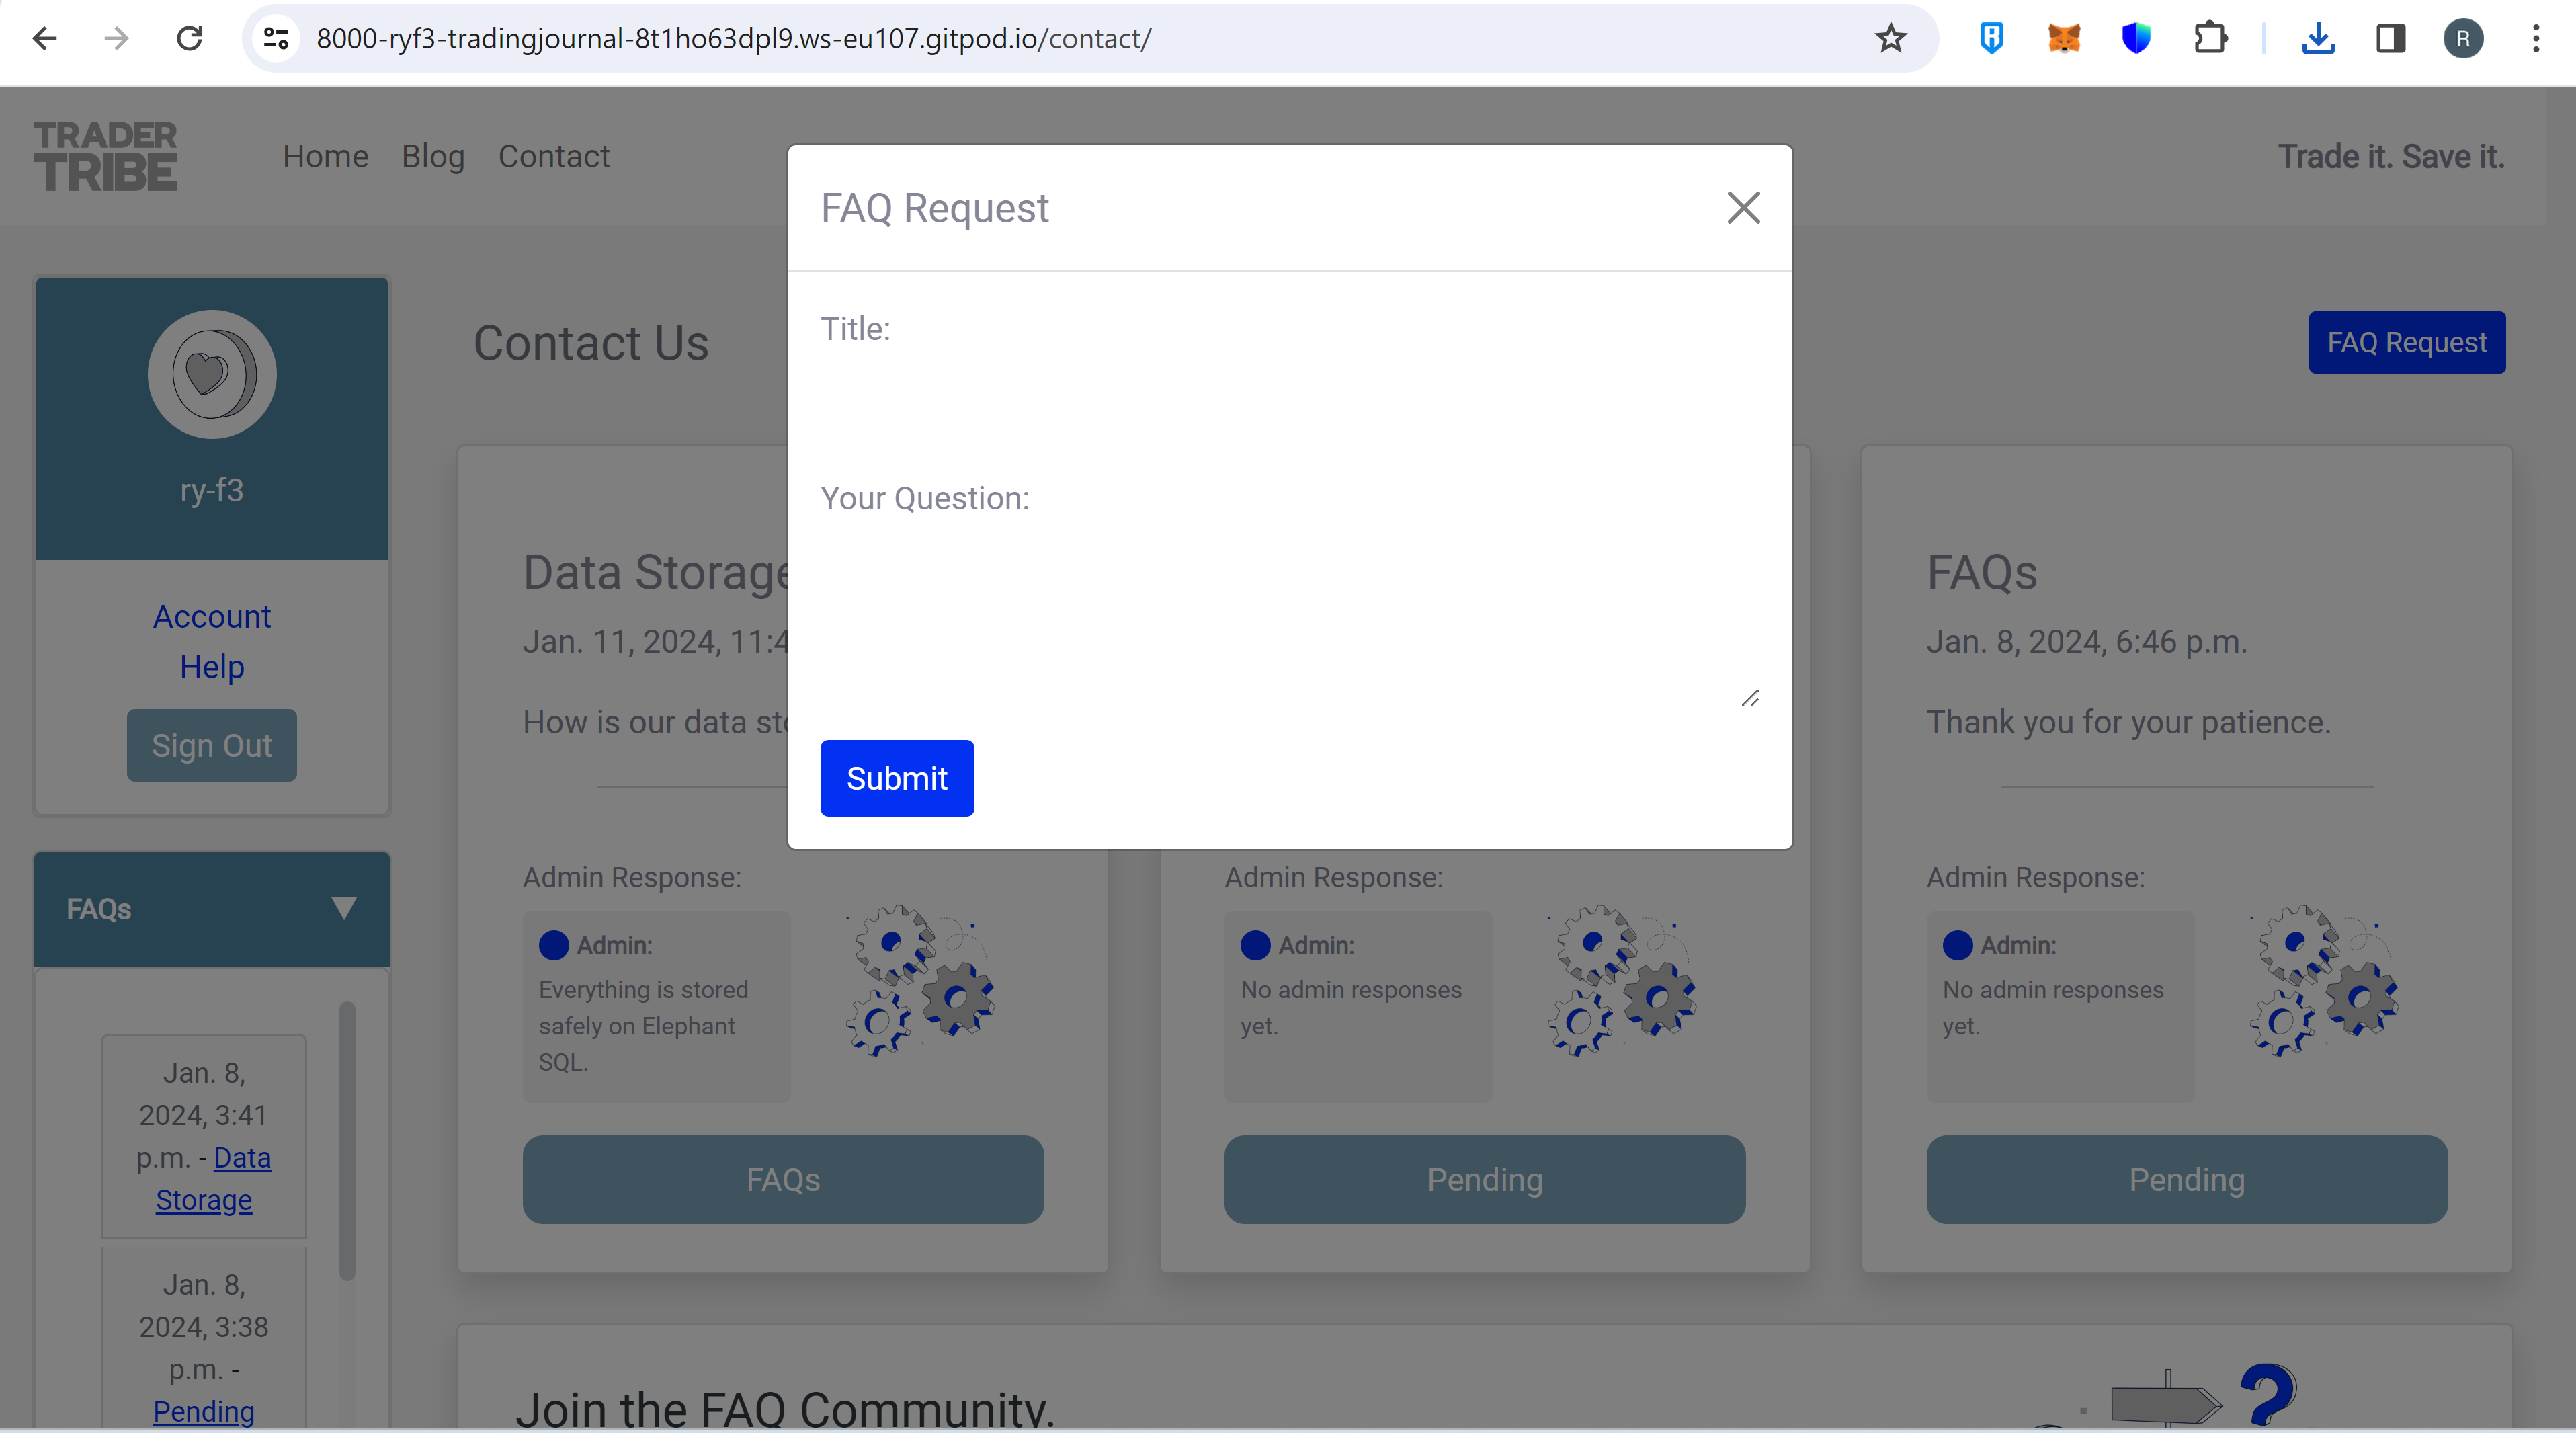 8000-ryf3-tradingjournal-8t1ho63dpl9.ws-eu107.gitpod.io/contact/
R
TRADER
TRIBE
Home
Blog
Contact
Trade it. Save it.
ry-f3
Account
Help
Sign Out
FAQs
Jan. 8,
2024, 3:41
p.m. - Data
Storage
Jan. 8,
2024, 3:38
p.m. -
Pending
Contact Us
FAQ Request
FAQ Request
Title:
Your Question:
Submit
Data Storage
Jan. 11, 2024, 11:4
How is our data
Admin Response:
Admin:
Everything is stored
safely on Elephant
SQL.
FAQs
Admin Response:
Admin:
No admin responses
yet.
Pending
FAQs
Jan. 8, 2024, 6:46 p.m.
Thank you for your patience.
Admin Response:
Admin:
No admin responses
yet.
Pending
Join the FAQ Community.
?